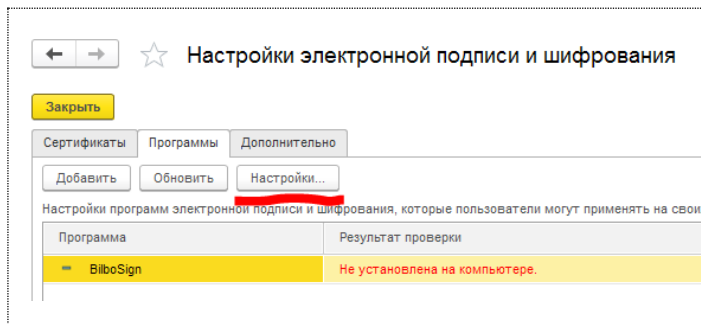 Настройки электронной подписи и шифрования
Закрыть
Сертификаты Программы Дополнительно
Добавить Обновить Настройки...
Настройки программ электронной подписи и шифрования, которые пользователи могут применять на свои
Программа Результат проверки
BilboSign Не установлена на компьютере.